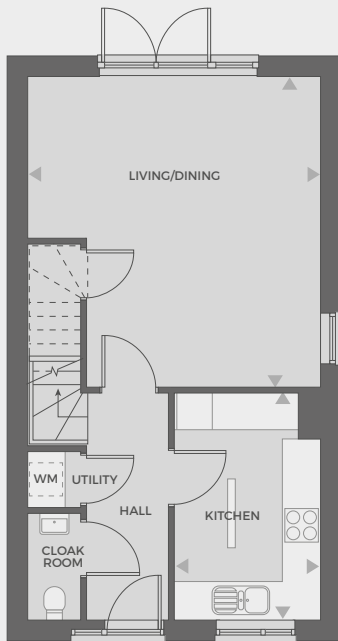 LIVING/DINING
WM
UTILITY
HALL
KITCHEN
CLOAK
ROOM